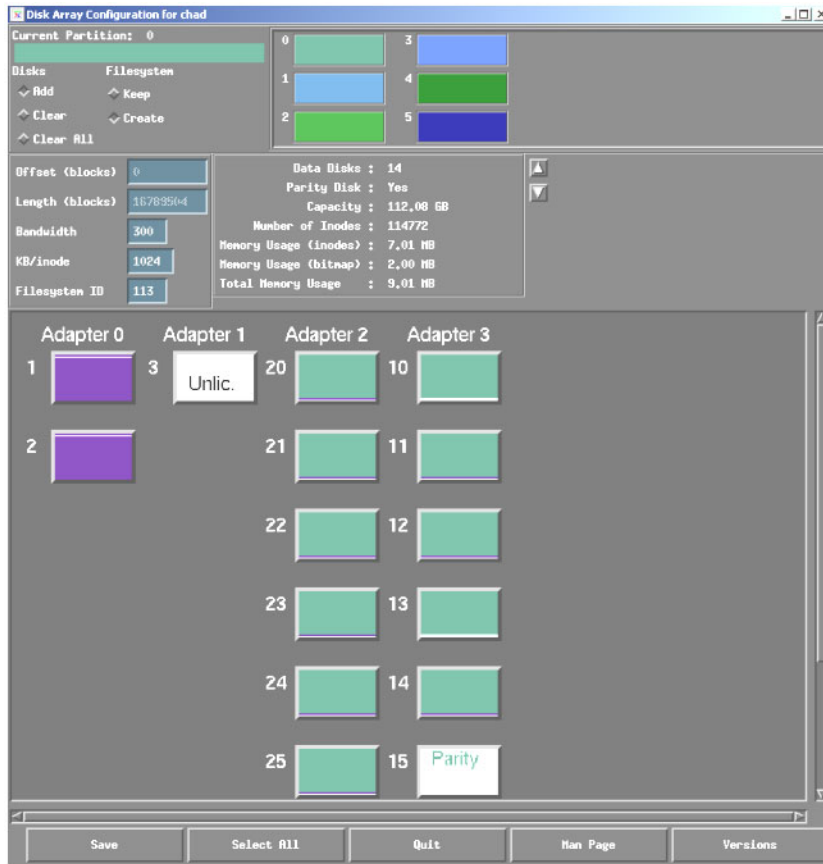 Disk Array Configuration for chad
Current Partition: 0
Disks Filesystem
Add Keep
Clear Create
Clear All
0 3
1 4
2 5
Offset (blocks) 0
Length (blocks) 16789504
Bandwidth 300
KB/inode 1024
Filesystem ID 113
Data Disks : 14
Parity Disk : Yes
Capacity : 112.08 GB
Number of Inodes : 114772
Memory Usage (inodes) : 7.01 MB
Memory Usage (bitmap) : 2.00 MB
Total Memory Usage : 9.01 MB
Adapter 0 Adapter 1 Adapter 2 Adapter 3
1 3 Unlic. 20 10
2 21 11
22 12
23 13
24 14
25 15 Parity
Save Select All Quit Man Page Versions